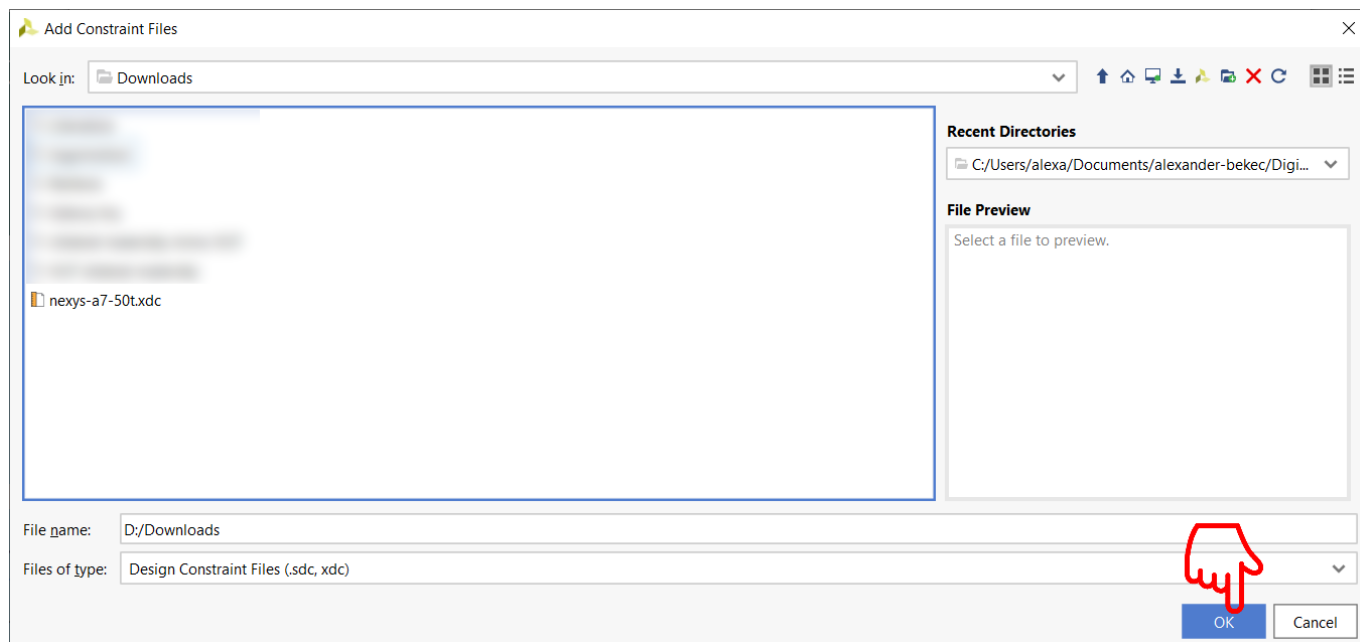 Add Constraint Files
Look in: Downloads
Recent Directories
C:/Users/alexa/Documents/alexander-bekec/Digi...
File Preview
Select a file to preview.
nexys-a7-50t.xdc
File name: D:/Downloads
Files of type: Design Constraint Files (.sdc, xdc)
OK Cancel